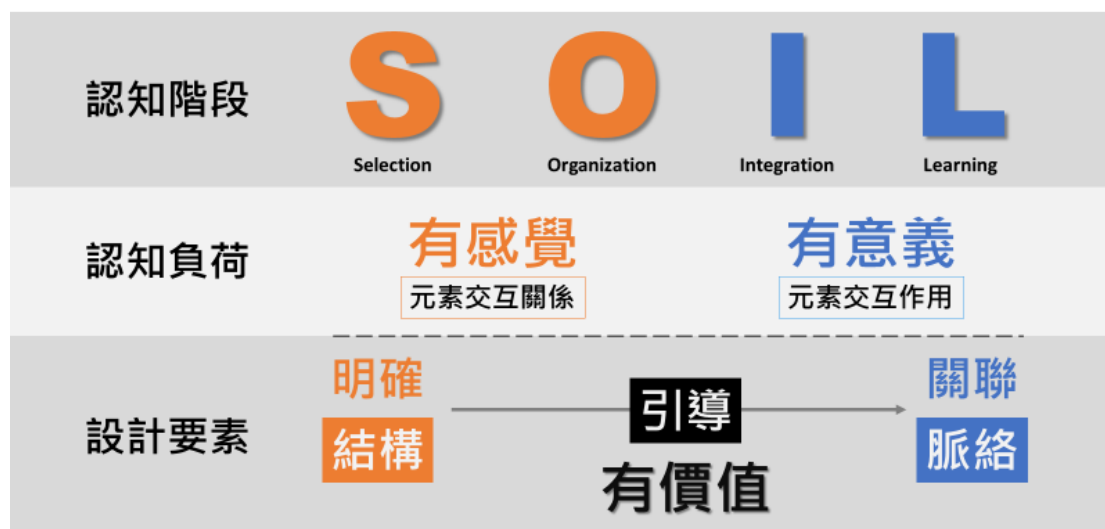 認知階段
S O I L
Selection Organization Integration Learning
認知負荷
有感覺 有意義
元素交互關係 元素交互作用
設計要素
明確 關聯
結構 引導 脈絡
有價值